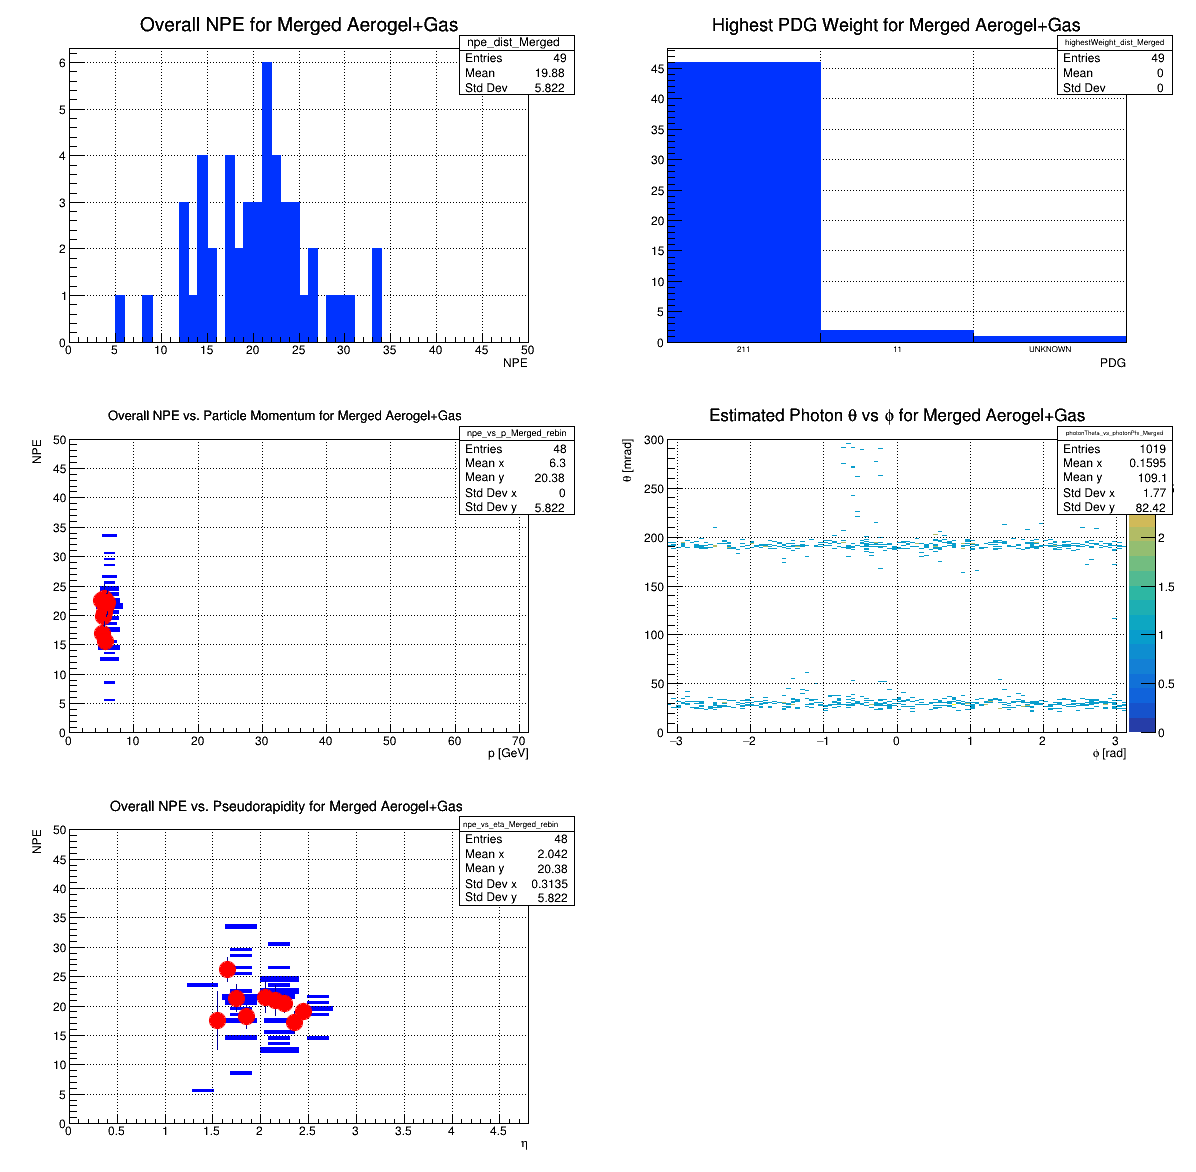 Overall NPE for Merged Aerogel+Gas
npe_dist_Merged
Entries 49
Mean 19.88
Std Dev 5.822
6
5
4
3
2
1
0
0 5 10 15 20 25 30 35 40 45 50
NPE
Highest PDG Weight for Merged Aerogel+Gas
highestWeight_dist_Merged
Entries 49
Mean 0
Std Dev 0
45
40
35
30
25
20
15
10
5
0
211 11 UNKNOWN
PDG
Overall NPE vs. Particle Momentum for Merged Aerogel+Gas
npe_vs_p_Merged_rebin
Entries 48
Mean x 6.3
Mean y 20.38
Std Dev x 0
Std Dev y 5.822
NPE
50
45
40
35
30
25
20
15
10
5
0
0 10 20 30 40 50 60 70
p [GeV]
Estimated Photon θ vs ϕ for Merged Aerogel+Gas
photonTheta_vs_photonPhi_Merged
Entries 1019
Mean x 0.1595
Mean y 109.1
Std Dev x 1.77
Std Dev y 82.42
θ [mrad]
300
250
200
150
100
50
0
−3 −2 −1 0 1 2 3
ϕ [rad]
2
1.5
1
0.5
0
Overall NPE vs. Pseudorapidity for Merged Aerogel+Gas
npe_vs_eta_Merged_rebin
Entries 48
Mean x 2.042
Mean y 20.38
Std Dev x 0.3135
Std Dev y 5.822
NPE
50
45
40
35
30
25
20
15
10
5
0
0 0.5 1 1.5 2 2.5 3 3.5 4 4.5
η